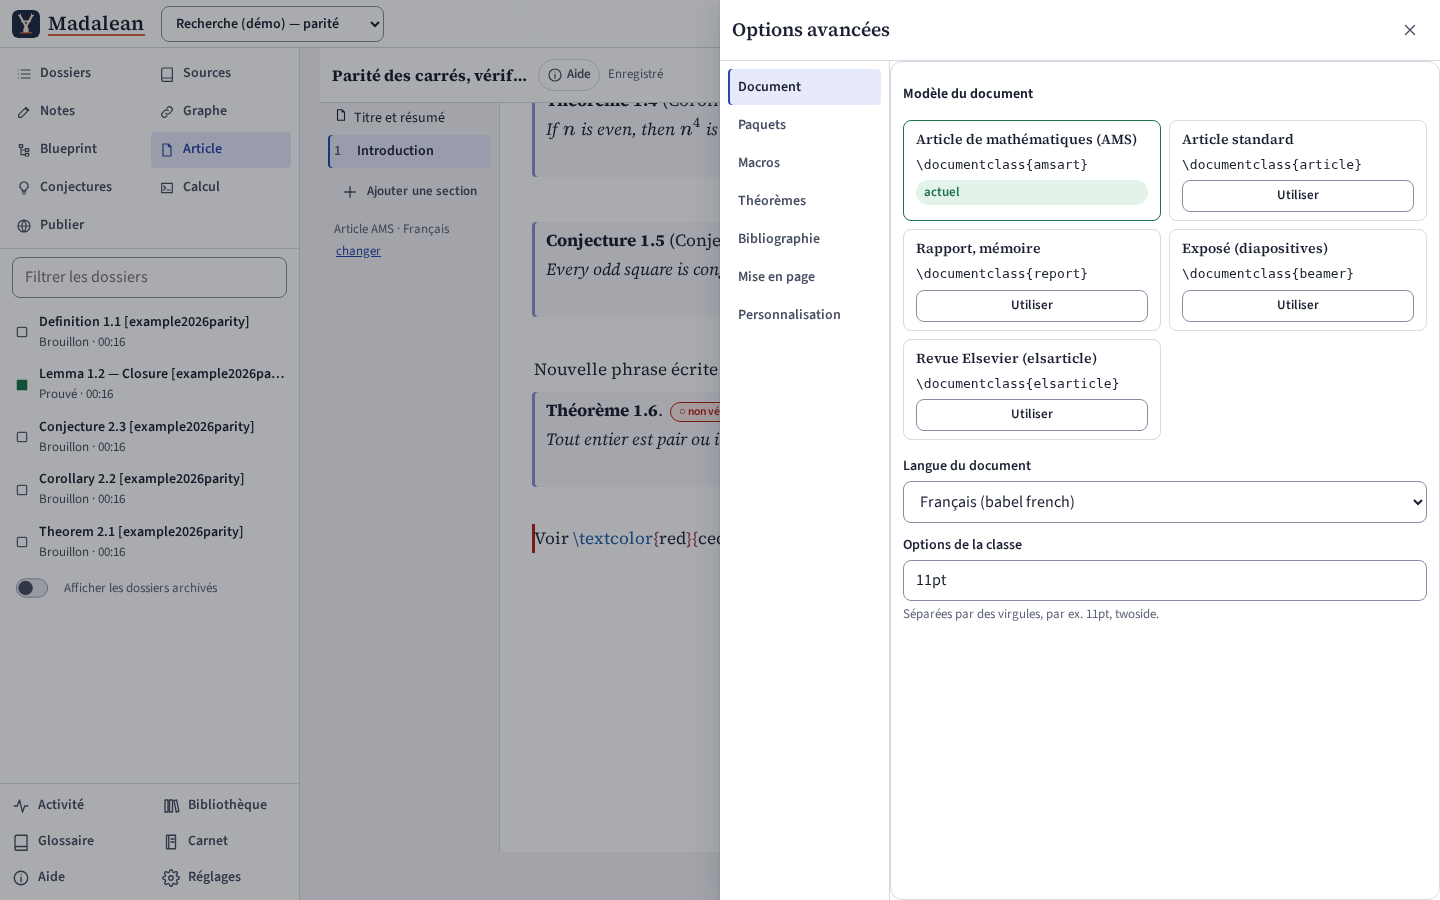 Madalean
Recherche (démo) — parité
Dossiers
Sources
Notes
Graphe
Blueprint
Article
Conjectures
Calcul
Publier
Filtrer les dossiers
Definition 1.1 [example2026parity]
Brouillon · 00:16
Lemma 1.2 — Closure [example2026pa…
Prouvé · 00:16
Conjecture 2.3 [example2026parity]
Brouillon · 00:16
Corollary 2.2 [example2026parity]
Brouillon · 00:16
Theorem 2.1 [example2026parity]
Brouillon · 00:16
Afficher les dossiers archivés
Activité
Bibliothèque
Glossaire
Carnet
Aide
Réglages
Parité des carrés, vérif…
Aide
Enregistré
Titre et résumé
1 Introduction
Ajouter une section
Article AMS · Français
changer
If n is even, then n⁴ is
Conjecture 1.5 (Conje
Every odd square is con
Nouvelle phrase écrite
Théorème 1.6. non vé
Tout entier est pair ou i
Voir \textcolor{red}{cec
Options avancées
Document
Paquets
Macros
Théorèmes
Bibliographie
Mise en page
Personnalisation
Modèle du document
Article de mathématiques (AMS)
\documentclass{amsart}
actuel
Article standard
\documentclass{article}
Utiliser
Rapport, mémoire
\documentclass{report}
Utiliser
Exposé (diapositives)
\documentclass{beamer}
Utiliser
Revue Elsevier (elsarticle)
\documentclass{elsarticle}
Utiliser
Langue du document
Français (babel french)
Options de la classe
11pt
Séparées par des virgules, par ex. 11pt, twoside.